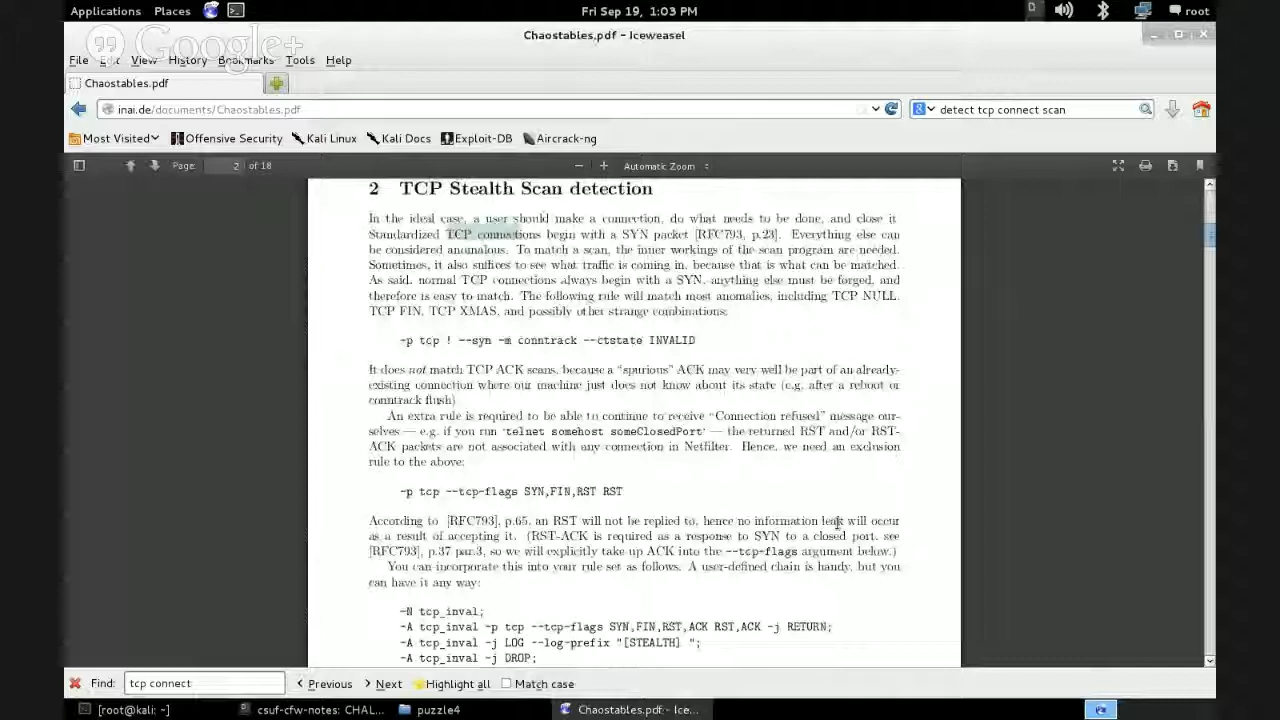 Applications Places Fri Sep 19, 1:03 PM root
Chaostables.pdf - Iceweasel
Google+
File Edit View History Bookmarks Tools Help
Chaostables.pdf
inai.de/documents/Chaostables.pdf detect tcp connect scan
Most Visited Offensive Security Kali Linux Kali Docs Exploit-DB Aircrack-ng
Page: 2 of 18 Automatic Zoom
2 TCP Stealth Scan detection
In the ideal case, a user should make a connection, do what needs to be done, and close it.
Standardized TCP connections begin with a SYN packet [RFC793, p.23]. Everything else can
be considered anomalous. To match a scan, the inner workings of the scan program are needed.
Sometimes, it also suffices to see what traffic is coming in, because that is what can be matched.
As said, normal TCP connections always begin with a SYN, anything else must be forged, and
therefore is easy to match. The following rule will match most anomalies, including TCP NULL,
TCP FIN, TCP XMAS, and possibly other strange combinations:
-p tcp ! --syn -m conntrack --ctstate INVALID
It does not match TCP ACK scans, because a “spurious” ACK may very well be part of an already-
existing connection where our machine just does not know about its state (e.g. after a reboot or
conntrack flush)
An extra rule is required to be able to continue to receive “Connection refused” message our-
selves — e.g. if you run ‘telnet somehost someClosedPort’ — the returned RST and/or RST-
ACK packets are not associated with any connection in Netfilter. Hence, we need an exclusion
rule to the above:
-p tcp --tcp-flags SYN,FIN,RST RST
According to [RFC793], p.65, an RST will not be replied to, hence no information leak will occur
as a result of accepting it. (RST-ACK is required as a response to SYN to a closed port, see
[RFC793], p.37 par.3, so we will explicitly take up ACK into the --tcp-flags argument below.)
You can incorporate this into your rule set as follows. A user-defined chain is handy, but you
can have it any way:
-N tcp_inval;
-A tcp_inval -p tcp --tcp-flags SYN,FIN,RST,ACK RST,ACK -j RETURN;
-A tcp_inval -j LOG --log-prefix "[STEALTH] ";
-A tcp_inval -j DROP;
Find: tcp connect Previous Next Highlight all Match case
[root@kali: ~] csuf-cfw-notes: CHAL... puzzle4 Chaostables.pdf - Ice...